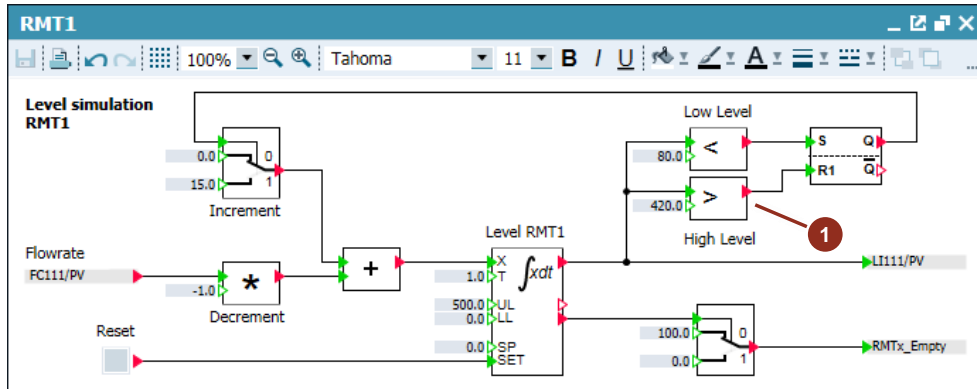 RMT1
100% Tahoma 11 B I U A ...
Level simulation
RMT1
Low Level
0.0 0
15.0 1
Increment
80.0 <
S Q
R1 Q̅
420.0 >
1
High Level
Flowrate
FC111/PV
-1.0 *
Decrement
+
Level RMT1
X ∫xdt
1.0 T
500.0 UL
0.0 LL
0.0 SP
SET
LI111/PV
Reset
100.0 0
0.0 1
RMTx_Empty